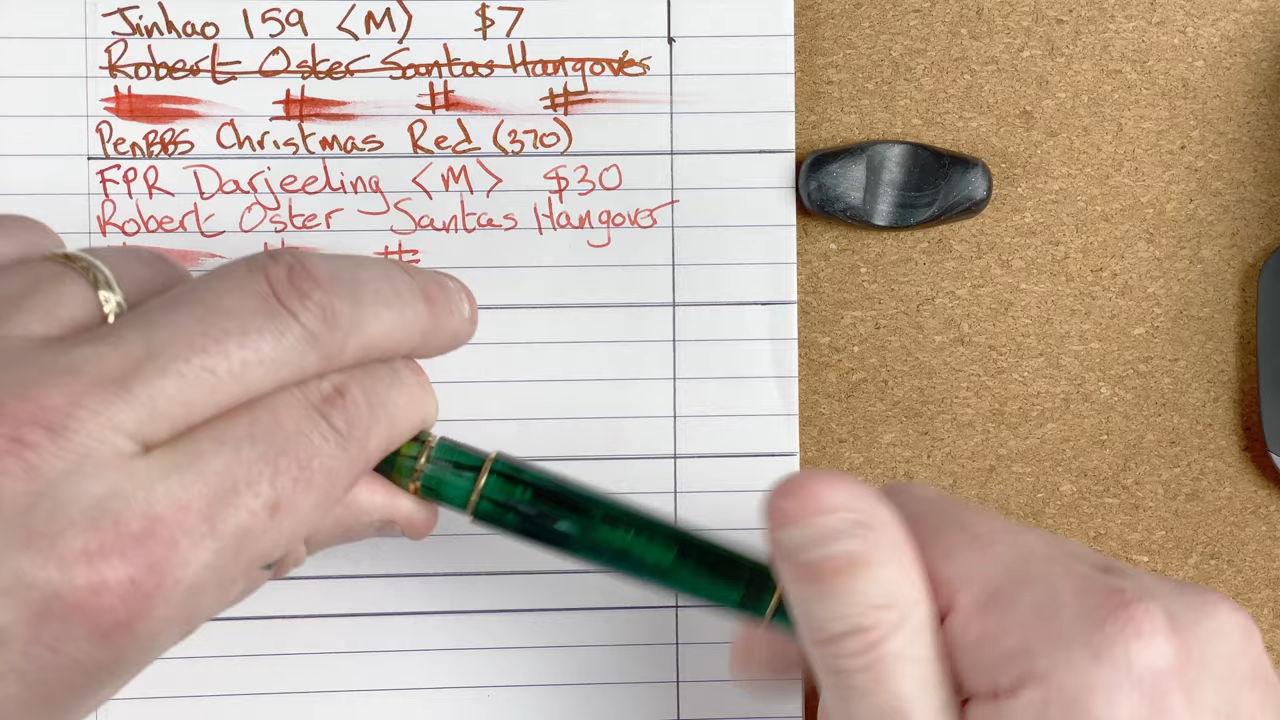 Jinhao 159 <M> $7
Robert Oster Santas Hangover
# # # #
PenBBS Christmas Red (370)
FPR Darjeeling <M> $30
Robert Oster Santas Hangover
# # #